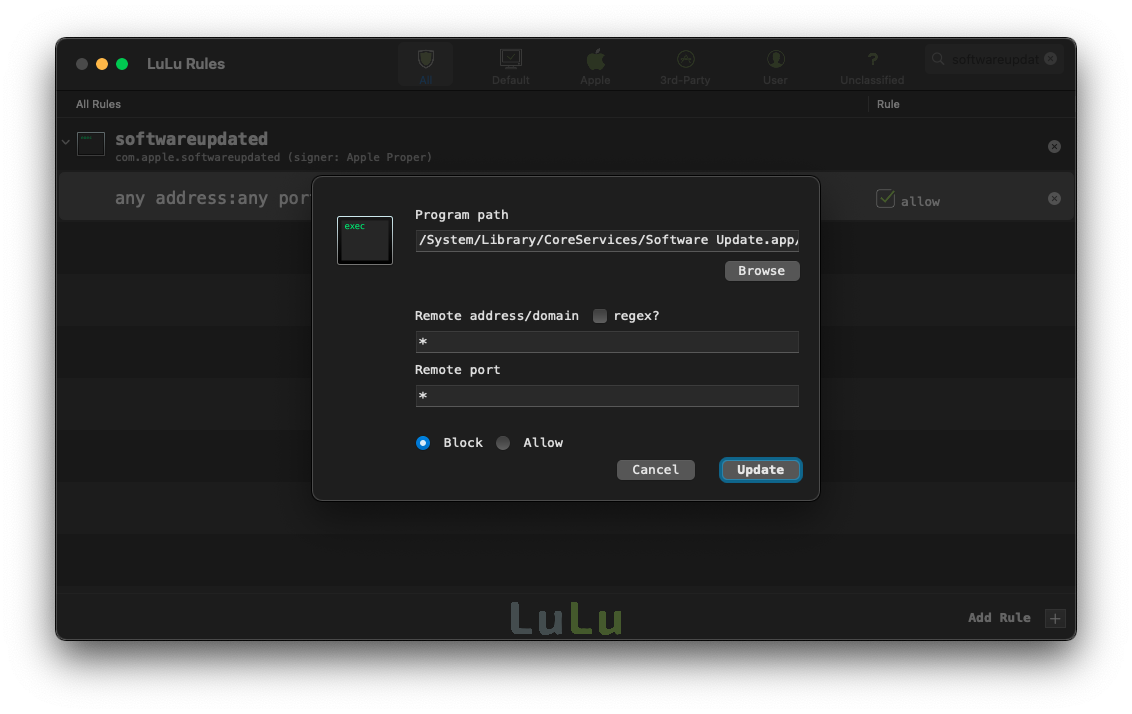 LuLu Rules
All
Default
Apple
3rd-Party
User
?
Unclassified
softwareupdat
All Rules
Rule
exec
softwareupdated
com.apple.softwareupdated (signer: Apple Proper)
any address:any por
allow
exec
Program path
/System/Library/CoreServices/Software Update.app/
Browse
Remote address/domain
regex?
*
Remote port
*
Block
Allow
Cancel
Update
LuLu
Add Rule
+